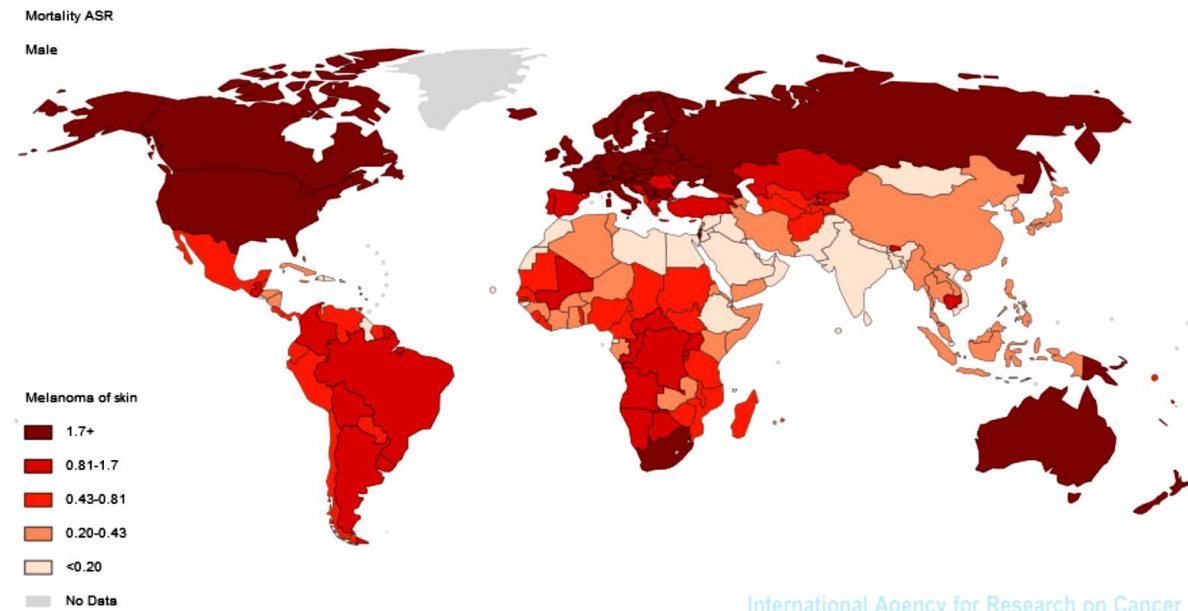 Mortality ASR
Male
Melanoma of skin
1.7+
0.81-1.7
0.43-0.81
0.20-0.43
<0.20
No Data
International Agency for Research on Cancer